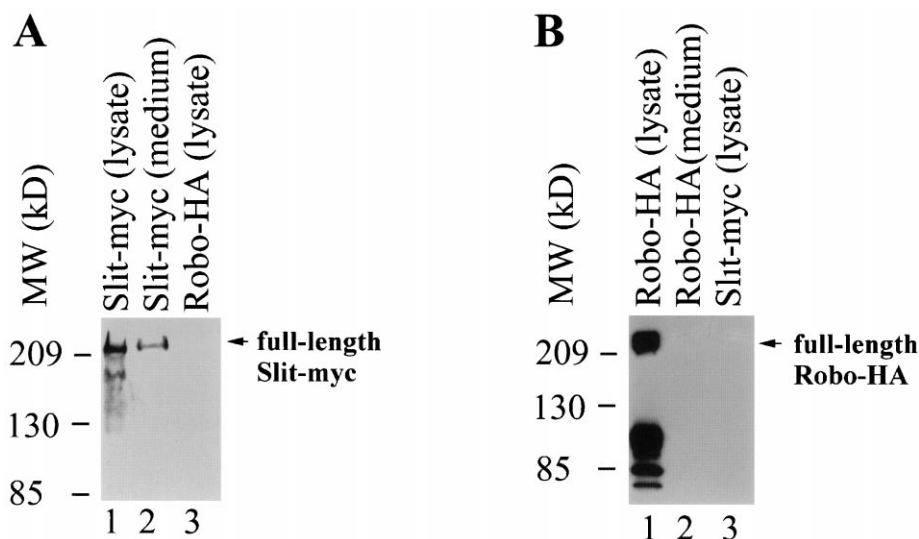 A
MW (kD)
Slit-myc (lysate)
Slit-myc (medium)
Robo-HA (lysate)
209 –
130 –
85 –
full-length
Slit-myc
1 2 3
B
MW (kD)
Robo-HA (lysate)
Robo-HA(medium)
Slit-myc (lysate)
209 –
130 –
85 –
full-length
Robo-HA
1 2 3